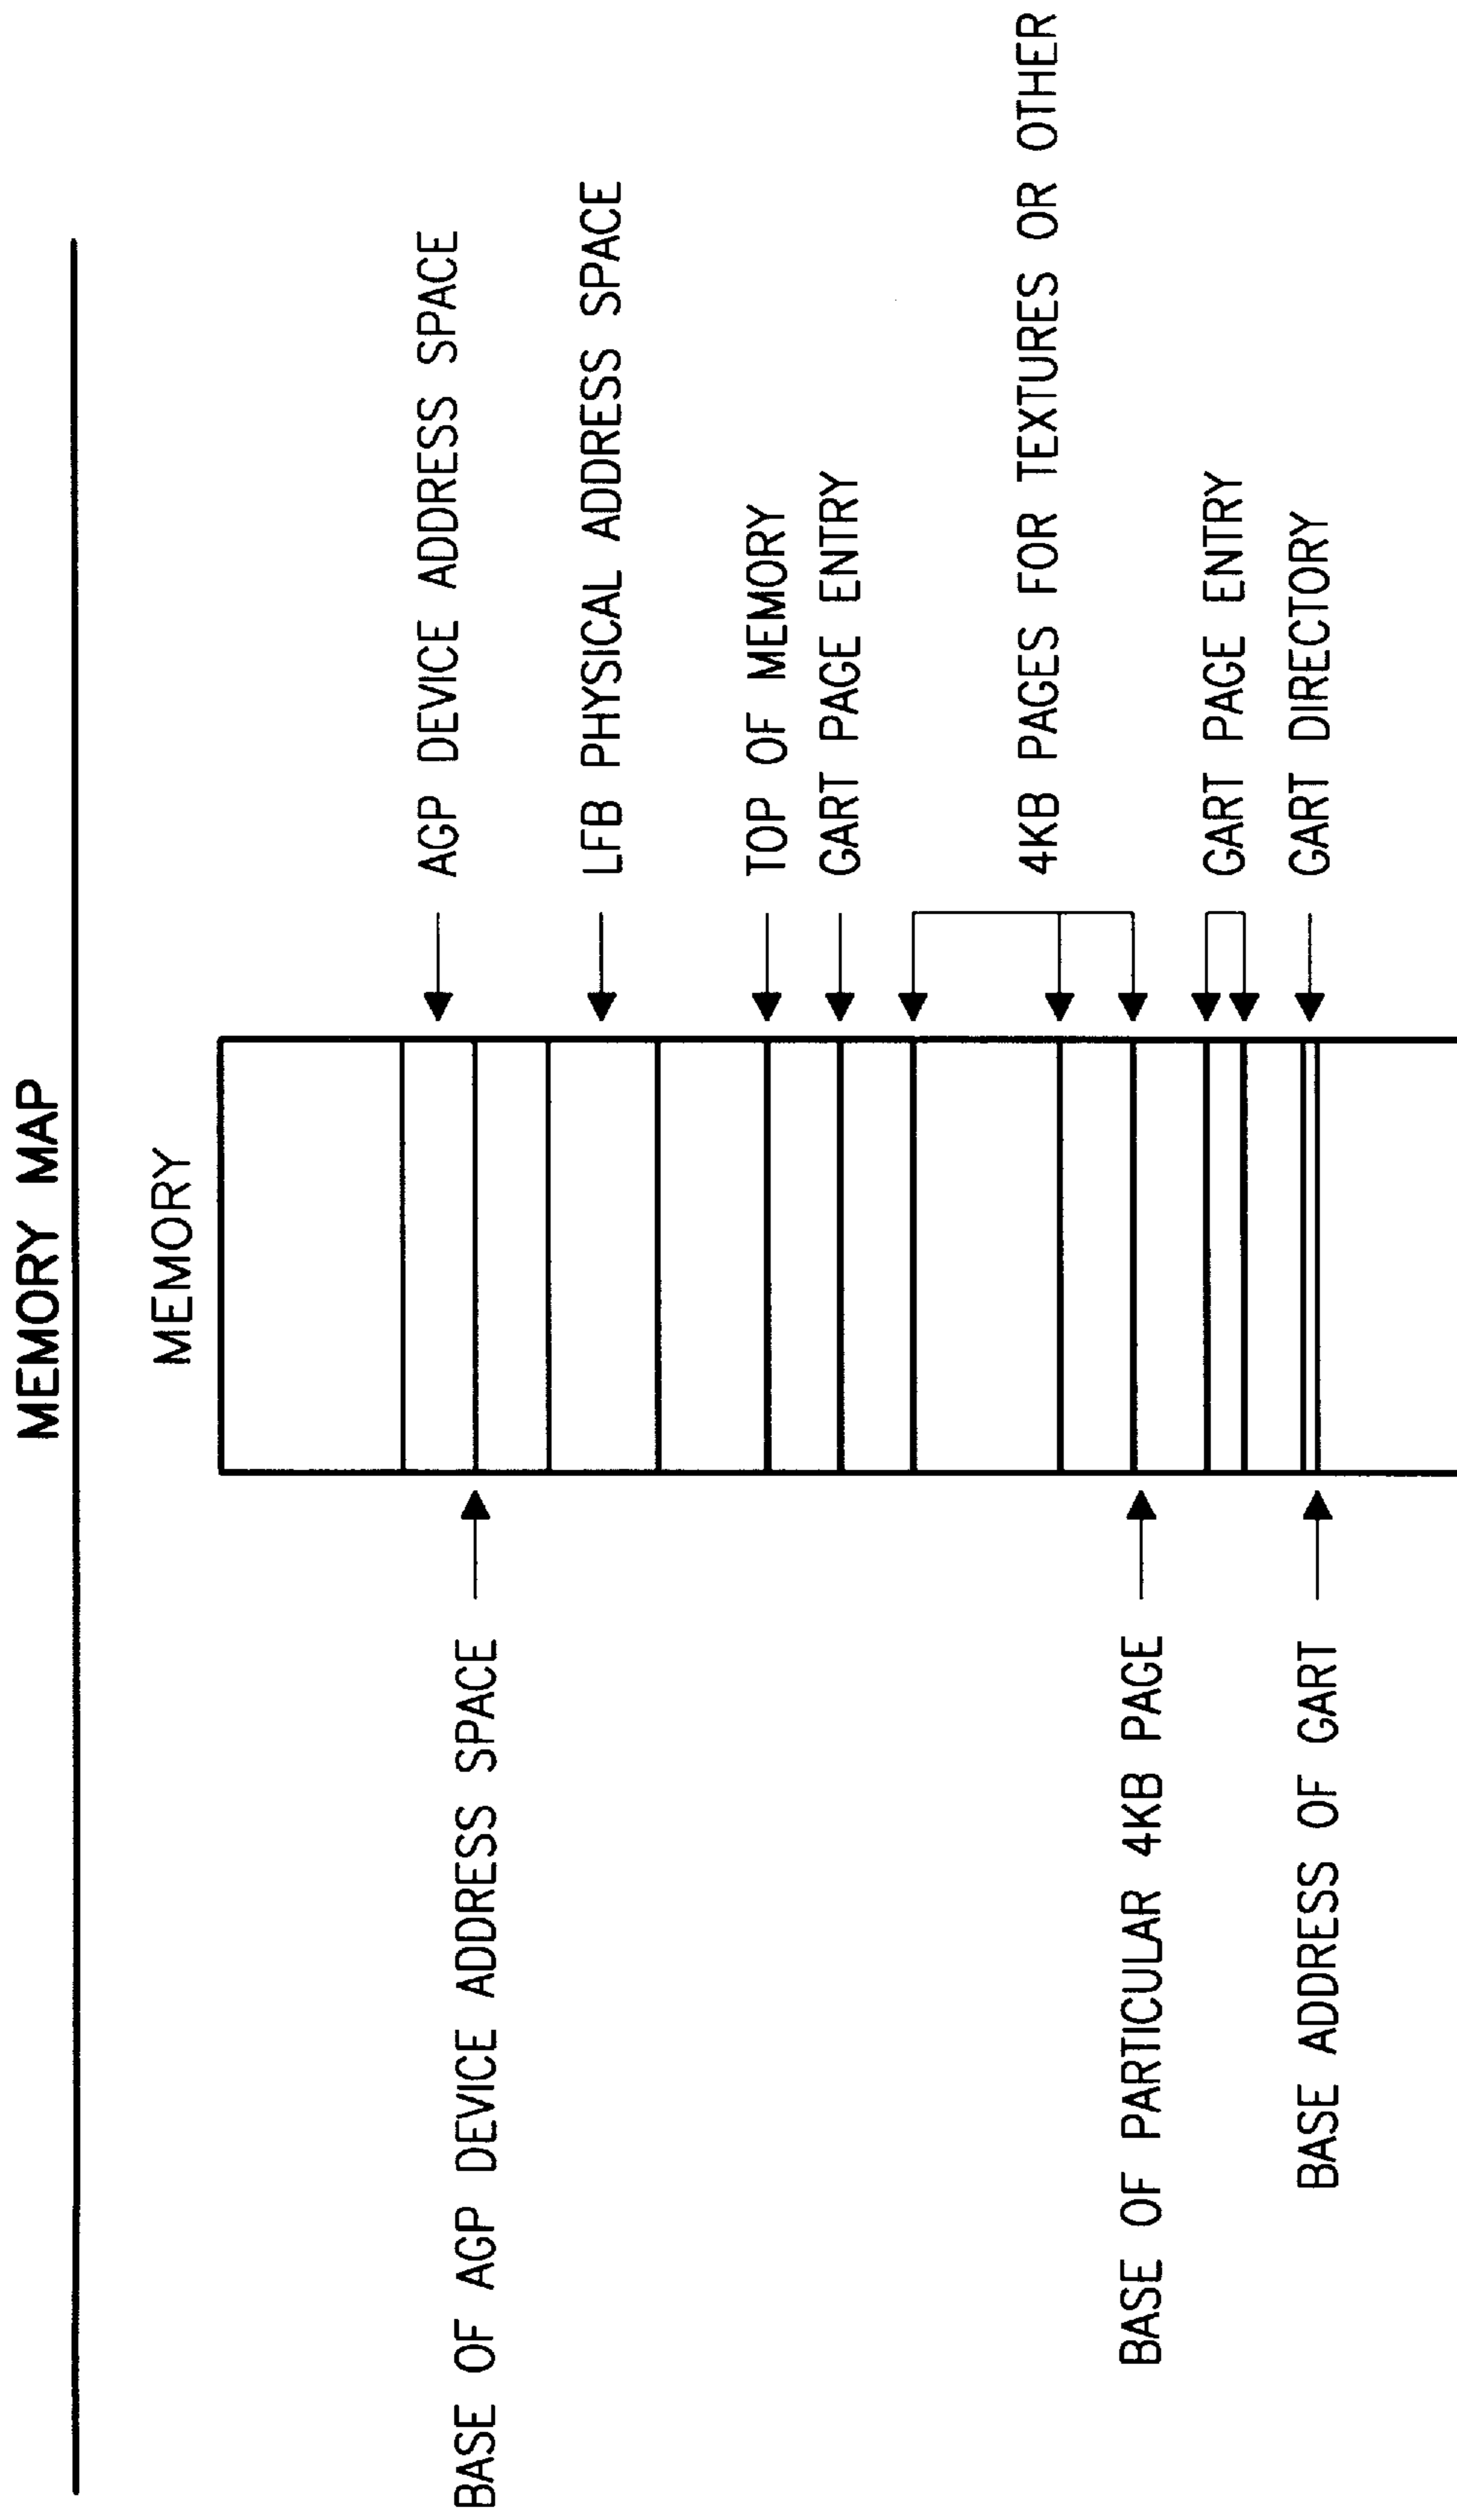 MEMORY MAP
MEMORY
AGP DEVICE ADDRESS SPACE
BASE OF AGP DEVICE ADDRESS SPACE
LFB PHYSICAL ADDRESS SPACE
TOP OF MEMORY
GART PAGE ENTRY
4KB PAGES FOR TEXTURES OR OTHER
BASE OF PARTICULAR 4KB PAGE
GART PAGE ENTRY
GART DIRECTORY
BASE ADDRESS OF GART